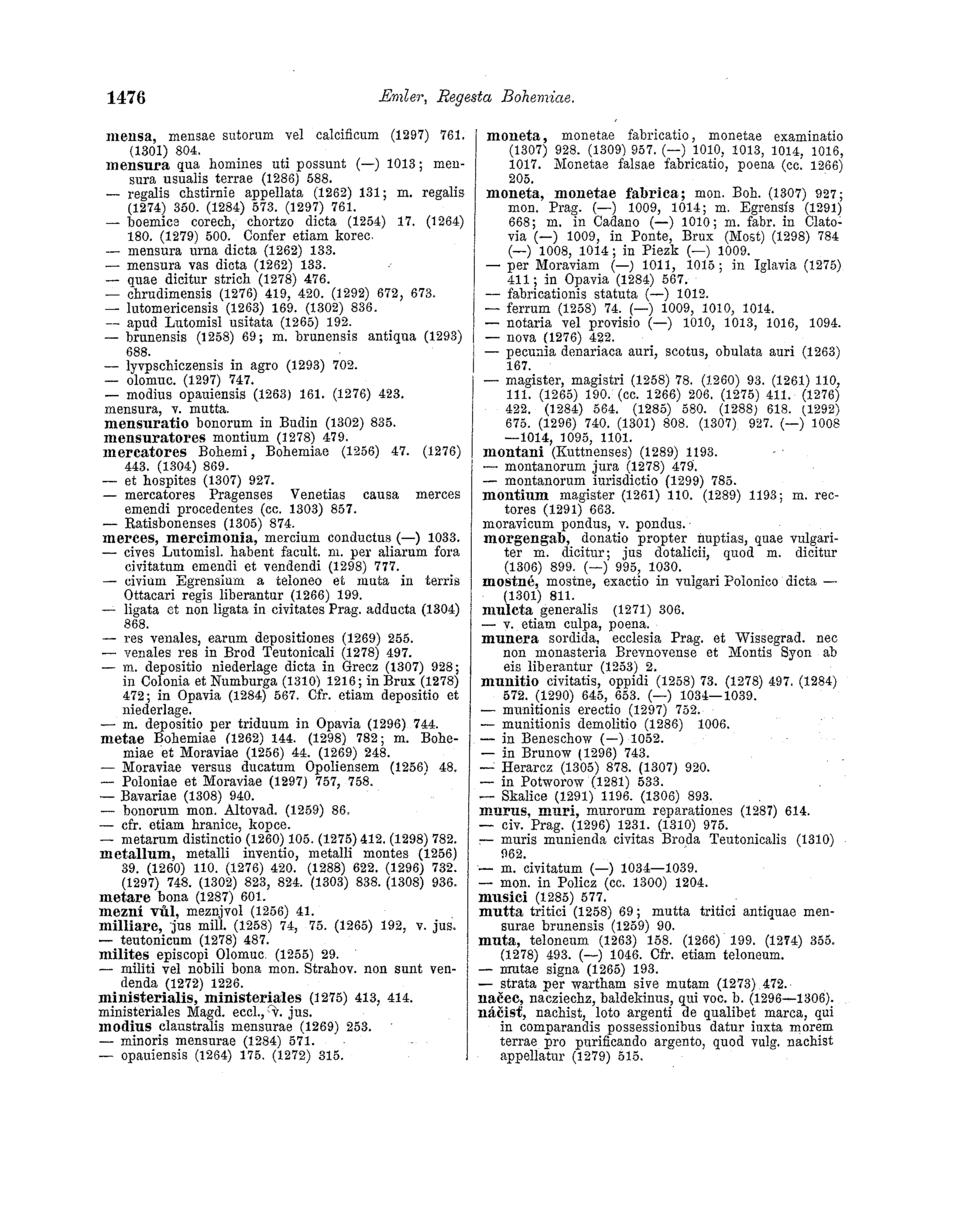 1476
Emler, Regesta Bohemiae.
mensa, mensae sutorum vel calcificum (1297) 761.
(1301) 804.
mensura qua homines uti possunt (—) 1013; men-
sura usualis terrae (1286) 588.
— regalis chstirnie appellata (1262) 131; m. regalis
(1274) 350. (1284) 573. (1297) 761.
— boemice corech, chortzo dicta (1254) 17. (1264)
180. (1279) 500. Confer etiam korec.
— mensura urna dicta (1262) 133.
— mensura vas dicta (1262) 133.
— quae dicitur strich (1278) 476.
— chrudimensis (1276) 419, 420. (1292) 672, 673.
— lutomericensis (1263) 169. (1302) 836.
— apud Lutomisl usitata (1265) 192.
— brunensis (1258) 69; m. brunensis antiqua (1293)
688.
— lyvpschiczensis in agro (1293) 702.
— olomuc. (1297) 747.
— modius opauiensis (1263) 161. (1276) 423.
mensura, v. mutta.
mensuratio bonorum in Budin (1302) 835.
mensuratores montium (1278) 479.
mercatores Bohemi, Bohemiae (1256) 47. (1276)
443. (1304) 869.
— et hospites (1307) 927.
— mercatores Pragenses Venetias causa merces
emendi procedentes (cc. 1303) 857.
— Ratisbonenses (1305) 874.
merces, mercimonia, mercium conductus (—) 1033.
— cives Lutomisl. habent facult. m. per aliarum fora
civitatum emendi et vendendi (1298) 777.
— civium Egrensium a teloneo et muta in terris
Ottacari regis liberantur (1266) 199.
— ligata et non ligata in civitates Prag. adducta (1304)
868.
— res venales, earum depositiones (1269) 255.
— venales res in Brod Teutonicali (1278) 497.
— m. depositio niederlage dicta in Grecz (1307) 928;
in Colonia et Numburga (1310) 1216; in Brux (1278)
472; in Opavia (1284) 567. Cfr. etiam depositio et
niederlage.
— m. depositio per triduum in Opavia (1296) 744.
metae Bohemiae (1262) 144. (1298) 782; m. Bohe-
miae et Moraviae (1256) 44. (1269) 248.
— Moraviae versus ducatum Opoliensem (1256) 48.
— Poloniae et Moraviae (1297) 757, 758.
— Bavariae (1308) 940.
— bonorum mon. Altovad. (1259) 86.
— cfr. etiam hranice, kopce.
— metarum distinctio (1260) 105. (1275) 412. (1298) 782.
metallum, metalli inventio, metalli montes (1256)
39. (1260) 110. (1276) 420. (1288) 622. (1296) 732.
(1297) 748. (1302) 823, 824. (1303) 838. (1308) 936.
metare bona (1287) 601.
mezní vůl, meznjvol (1256) 41.
milliare, jus mill. (1258) 74, 75. (1265) 192, v. jus.
— teutonicum (1278) 487.
milites episcopi Olomuc. (1255) 29.
— militi vel nobili bona mon. Strahov. non sunt ven-
denda (1272) 1226.
ministerialis, ministeriales (1275) 413, 414.
ministeriales Magd. eccl., v. jus.
modius claustralis mensurae (1269) 253.
— minoris mensurae (1284) 571.
— opauiensis (1264) 175. (1272) 315.
moneta, monetae fabricatio, monetae examinatio
(1307) 928. (1309) 957. (—) 1010, 1013, 1014, 1016,
1017. Monetae falsae fabricatio, poena (cc. 1266)
205.
moneta, monetae fabrica; mon. Boh. (1307) 927;
mon. Prag. (—) 1009, 1014; m. Egrensis (1291)
668; m. in Cadano (—) 1010; m. fabr. in Clato-
via (—) 1009, in Ponte, Brux (Most) (1298) 784
(—) 1008, 1014; in Piezk (—) 1009.
— per Moraviam (—) 1011, 1015; in Iglavia (1275)
411; in Opavia (1284) 567.
— fabricationis statuta (—) 1012.
— ferrum (1258) 74. (—) 1009, 1010, 1014.
— notaria vel provisio (—) 1010, 1013, 1016, 1094.
— nova (1276) 422.
— pecunia denariaca auri, scotus, obulata auri (1263)
167.
— magister, magistri (1258) 78. (1260) 93. (1261) 110,
111. (1265) 190. (cc. 1266) 206. (1275) 411. (1276)
422. (1284) 564. (1285) 580. (1288) 618. (1292)
675. (1296) 740. (1301) 808. (1307) 927. (—) 1008
—1014, 1095, 1101.
montani (Kuttnenses) (1289) 1193.
— montanorum jura (1278) 479.
— montanorum iurisdictio (1299) 785.
montium magister (1261) 110. (1289) 1193; m. rec-
tores (1291) 663.
moravicum pondus, v. pondus.
morgengab, donatio propter nuptias, quae vulgari-
ter m. dicitur; jus dotalicii, quod m. dicitur
(1306) 899. (—) 995, 1030.
mostné, mostne, exactio in vulgari Polonico dicta —
(1301) 811.
mulcta generalis (1271) 306.
— v. etiam culpa, poena.
munera sordida, ecclesia Prag. et Wissegrad. nec
non monasteria Brevnovense et Montis Syon ab
eis liberantur (1253) 2.
munitio civitatis, oppidi (1258) 73. (1278) 497. (1284)
572. (1290) 645, 653. (—) 1034—1039.
— munitionis erectio (1297) 752.
— munitionis demolitio (1286) 1006.
— in Beneschow (—) 1052.
— in Brunow (1296) 743.
— Herarcz (1305) 878. (1307) 920.
— in Potworow (1281) 533.
— Skalice (1291) 1196. (1306) 893.
murus, muri, murorum reparationes (1287) 614.
— civ. Prag. (1296) 1231. (1310) 975.
— muris munienda civitas Broda Teutonicalis (1310)
962.
— m. civitatum (—) 1034—1039.
— mon. in Policz (cc. 1300) 1204.
musici (1285) 577.
mutta tritici (1258) 69; mutta tritici antiquae men-
surae brunensis (1259) 90.
muta, teloneum (1263) 158. (1266) 199. (1274) 355.
(1278) 493. (—) 1046. Cfr. etiam teloneum.
— mutae signa (1265) 193.
— strata per wartham sive mutam (1273) 472.
načec, nacziechz, baldekinus, qui voc. b. (1296—1306).
náčisť, nachist, loto argenti de qualibet marca, qui
in comparandis possessionibus datur iuxta morem
terrae pro purificando argento, quod vulg. nachist
appellatur (1279) 515.